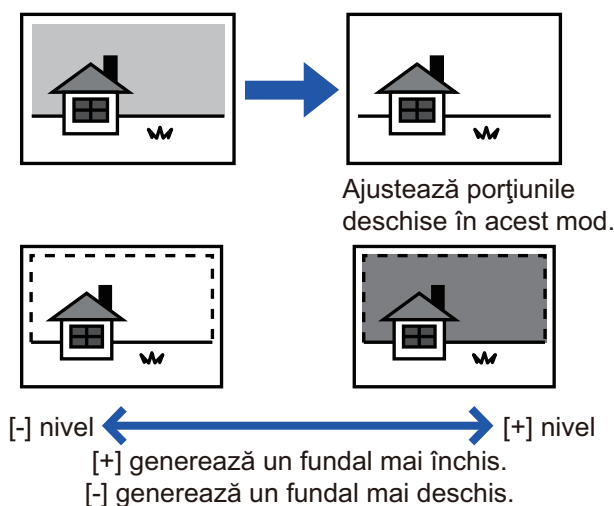 Ajustează porţiunile
deschise în acest mod.
[-] nivel
[+] nivel
[+] generează un fundal mai închis.
[-] generează un fundal mai deschis.